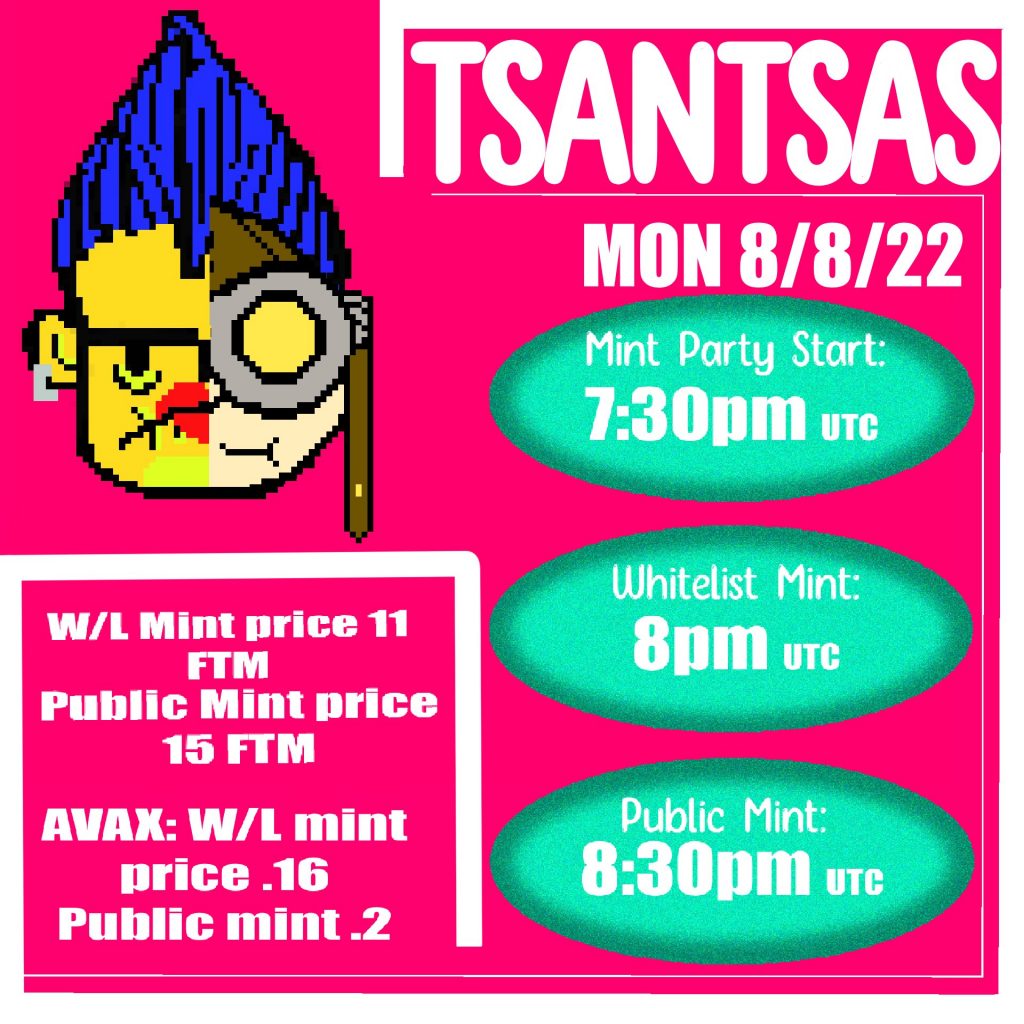 TSANTSAS
MON 8/8/22
Mint Party Start:
7:30pm UTC
Whitelist Mint:
8pm UTC
Public Mint:
8:30pm UTC
W/L Mint price 11
FTM
Public Mint price
15 FTM
AVAX: W/L mint
price .16
Public mint .2